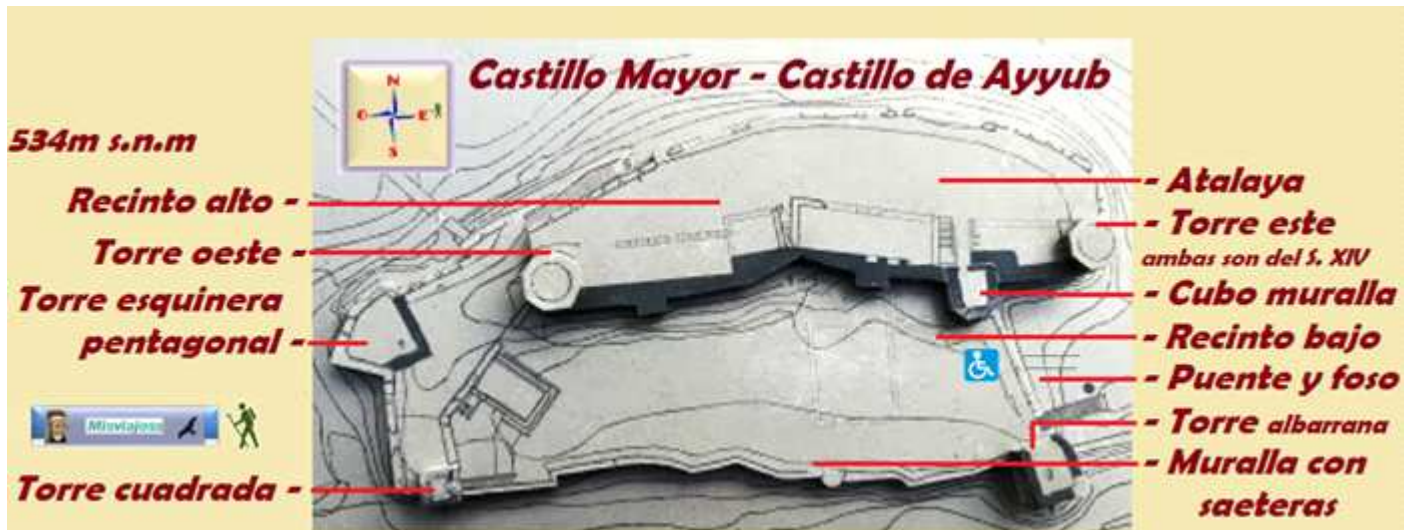 Castillo Mayor - Castillo de Ayyub
N
O E
S
534m s.n.m
Recinto alto -
Torre oeste -
Torre esquinera
pentagonal -
Misviajess
Torre cuadrada -
- Atalaya
- Torre este
ambas son del S. XIV
- Cubo muralla
- Recinto bajo
- Puente y foso
- Torre albarrana
- Muralla con
saeteras